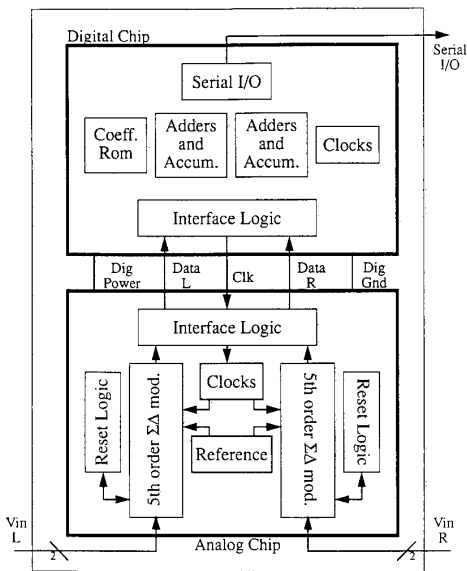 Digital Chip
Serial
I/O
Serial I/O
Coeff.
Rom
Adders
and
Accum.
Adders
and
Accum.
Clocks
Interface Logic
Dig
Power
Data
L
Clk
Data
R
Dig
Gnd
Interface Logic
Reset Logic
5th order ΣΔ mod.
Clocks
Reference
5th order ΣΔ mod.
Reset Logic
Vin
L
2
Analog Chip
2
Vin
R